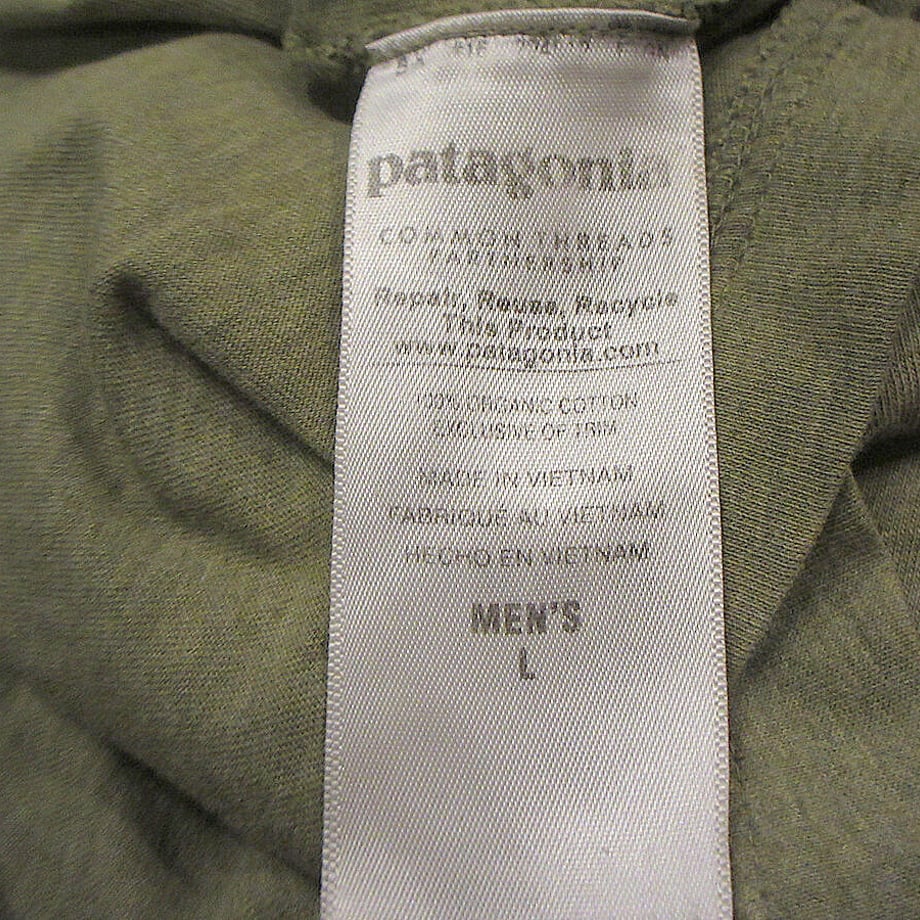 patagonia
COMMON THREADS
PARTNERSHIP
Repair, Reuse, Recycle
This Product
www.patagonia.com
100% ORGANIC COTTON
EXCLUSIVE OF TRIM
MADE IN VIETNAM
FABRIQUE AU VIETNAM
HECHO EN VIETNAM
MEN'S
L